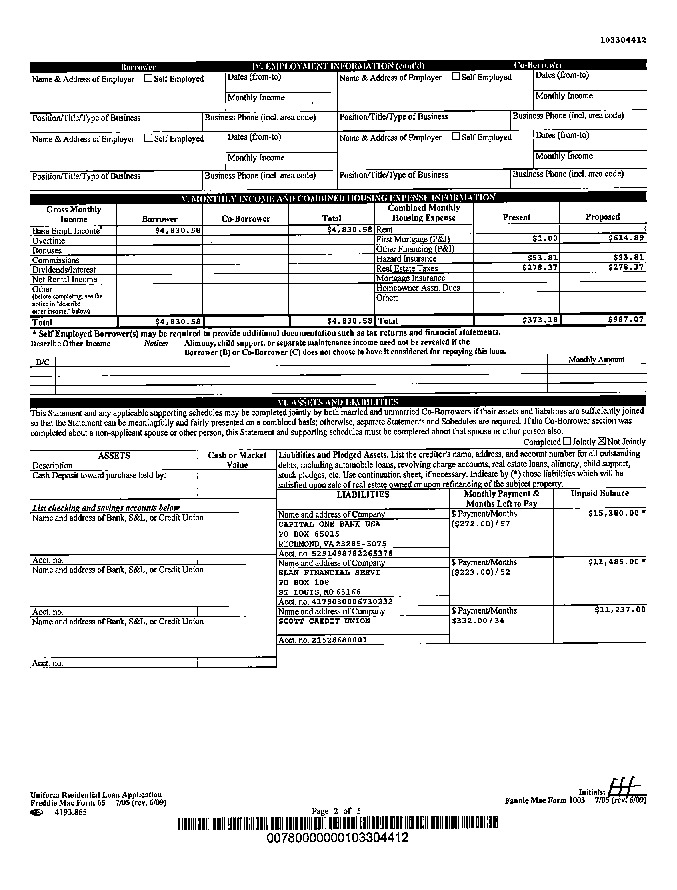 103304412
Borrower IV. EMPLOYMENT INFORMATION (cont'd) Co-Borrower
Name & Address of Employer Self Employed Dates (from-to) Name & Address of Employer Self Employed Dates (from-to)
Monthly Income Monthly Income
Position/Title/Type of Business Business Phone (incl. area code) Position/Title/Type of Business Business Phone (incl. area code)
Name & Address of Employer Self Employed Dates (from-to) Name & Address of Employer Self Employed Dates (from-to)
Monthly Income Monthly Income
Position/Title/Type of Business Business Phone (incl. area code) Position/Title/Type of Business Business Phone (incl. area code)
V. MONTHLY INCOME AND COMBINED HOUSING EXPENSE INFORMATION
Gross Monthly Income Borrower Co-Borrower Total Combined Monthly Housing Expense Present Proposed
Base Empl. Income* $4,830.58 $4,830.58 Rent
Overtime First Mortgage (P&I) $1.00 $614.89
Bonuses Other Financing (P&I)
Commissions Hazard Insurance $93.81 $93.81
Dividends/Interest Real Estate Taxes $278.37 $278.37
Net Rental Income Mortgage Insurance
Other Homeowner Assn. Dues
(before completing, see the notice in "describe other income," below) Other:
Total $4,830.58 $4,830.58 Total $373.18 $987.07
* Self Employed Borrower(s) may be required to provide additional documentation such as tax returns and financial statements.
Describe Other Income Notice: Alimony, child support, or separate maintenance income need not be revealed if the
Borrower (B) or Co-Borrower (C) does not choose to have it considered for repaying this loan.
B/C Monthly Amount
VI. ASSETS AND LIABILITIES
This Statement and any applicable supporting schedules may be completed jointly by both married and unmarried Co-Borrowers if their assets and liabilities are sufficiently joined
so that the Statement can be meaningfully and fairly presented on a combined basis; otherwise, separate Statements and Schedules are required. If the Co-Borrower section was
completed about a non-applicant spouse or other person, this Statement and supporting schedules must be completed about that spouse or other person also.
Completed Jointly Not Jointly
ASSETS Cash or Market Value
Description
Cash Deposit toward purchase held by:
List checking and savings accounts below
Name and address of Bank, S&L, or Credit Union
Acct. no.
Name and address of Bank, S&L, or Credit Union
Acct. no.
Name and address of Bank, S&L, or Credit Union
Acct. no.
Liabilities and Pledged Assets. List the creditor's name, address, and account number for all outstanding
debts, including automobile loans, revolving charge accounts, real estate loans, alimony, child support,
stock pledges, etc. Use continuation sheet, if necessary. Indicate by (*) those liabilities which will be
satisfied upon sale of real estate owned or upon refinancing of the subject property.
LIABILITIES Monthly Payment & Months Left to Pay Unpaid Balance
Name and address of Company $ Payment/Months $15,380.00 *
CAPITAL ONE BANK USA ($272.00)/57
PO BOX 65015
RICHMOND, VA 23285-5075
Acct. no. 5291498782265378
Name and address of Company $ Payment/Months $11,485.00 *
ELAN FINANCIAL SERVI ($223.00)/52
PO BOX 108
ST LOUIS, MO 63166
Acct. no. 4179030006730232
Name and address of Company $ Payment/Months $11,237.00
SCOTT CREDIT UNION $332.00/34
Acct. no. 21528680007
Uniform Residential Loan Application
Freddie Mac Form 65 7/05 (rev. 6/09)
4193.865
Page 2 of 5
Initials:
Fannie Mae Form 1003 7/05 (rev. 6/09)
00780000000103304412